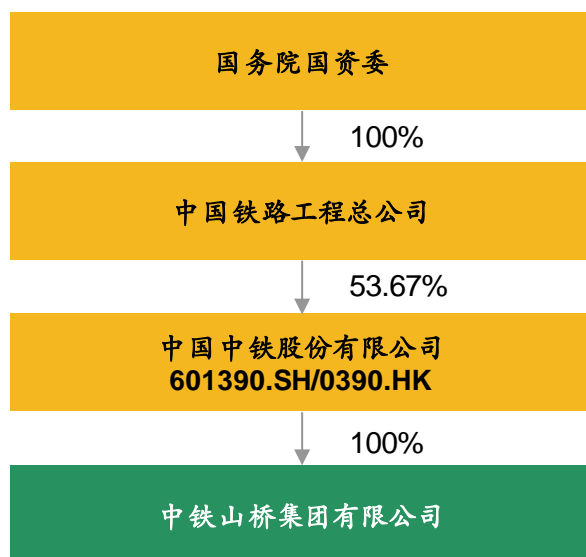 国务院国资委
100%
中国铁路工程总公司
53.67%
中国中铁股份有限公司
601390.SH/0390.HK
100%
中铁山桥集团有限公司